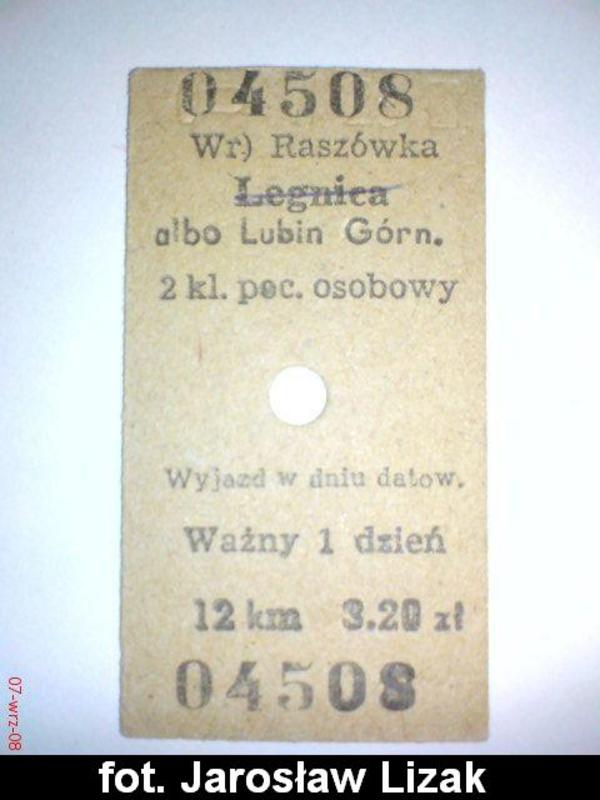 04508
Wr) Raszówka
Legnica
albo Lubin Górn.
2 kl. poc. osobowy
Wyjazd w dniu datow.
Ważny 1 dzień
12 km 3.20 zł
04508
07-wrz-08
fot. Jarosław Lizak